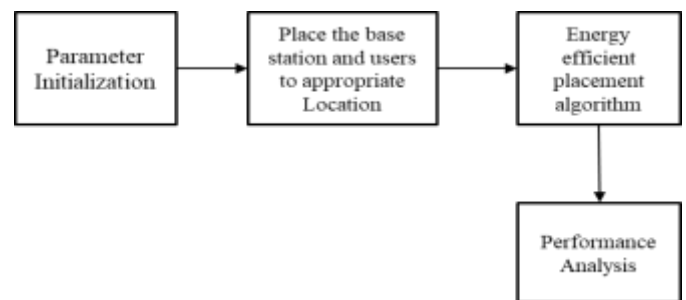 Parameter
Initialization
Place the base
station and users
to appropriate
Location
Energy
efficient
placement
algorithm
Performance
Analysis